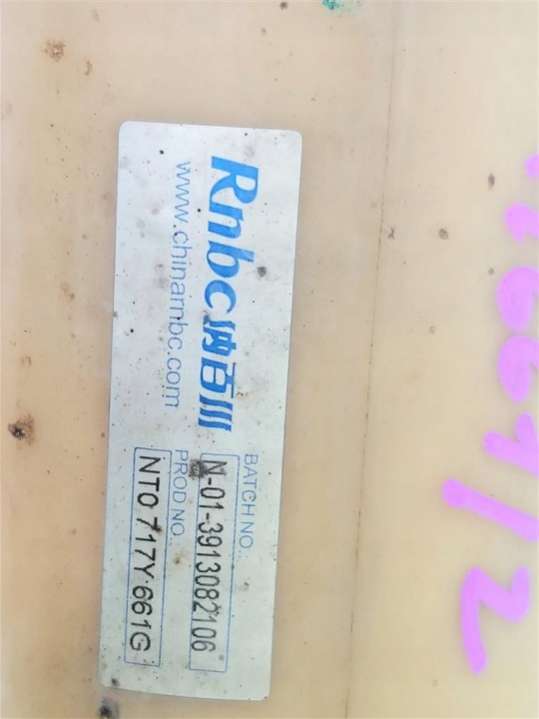 Rnbc纳百川
www.chinarnbc.com
BATCH NO.:
N-01-3913082106
PROD NO.:
NT0717Y661G